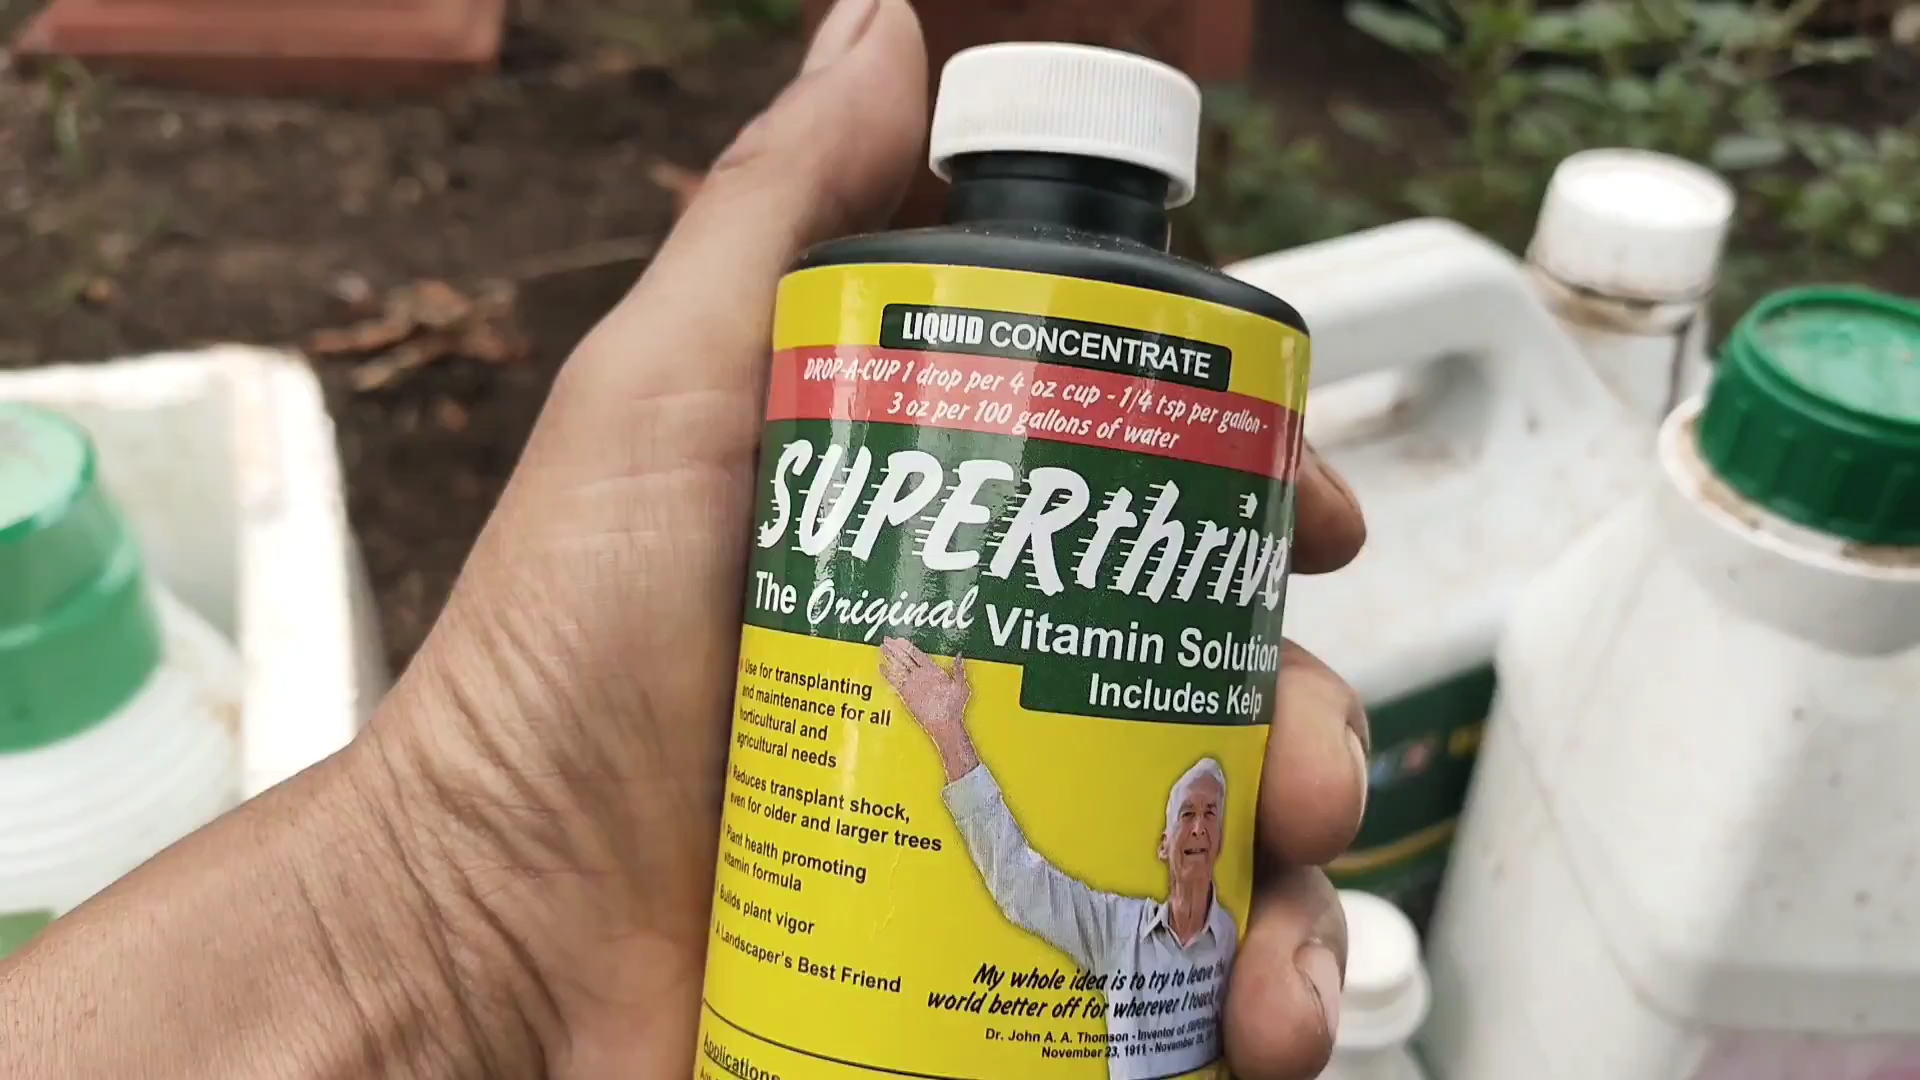 LIQUID CONCENTRATE
DROP-A-CUP 1 drop per 4 oz cup - 1/4 tsp per gallon -
3 oz per 100 gallons of water
SUPERthrive
The Original Vitamin Solution
Includes Kelp
Use for transplanting
and maintenance for all
horticultural and
agricultural needs
Reduces transplant shock,
even for older and larger trees
Plant health promoting
vitamin formula
Builds plant vigor
A Landscaper's Best Friend
My whole idea is to try to leave the
world better off for wherever I touch
Dr. John A. A. Thomson - Inventor of SUPERthrive
November 23, 1911 - November
Applications